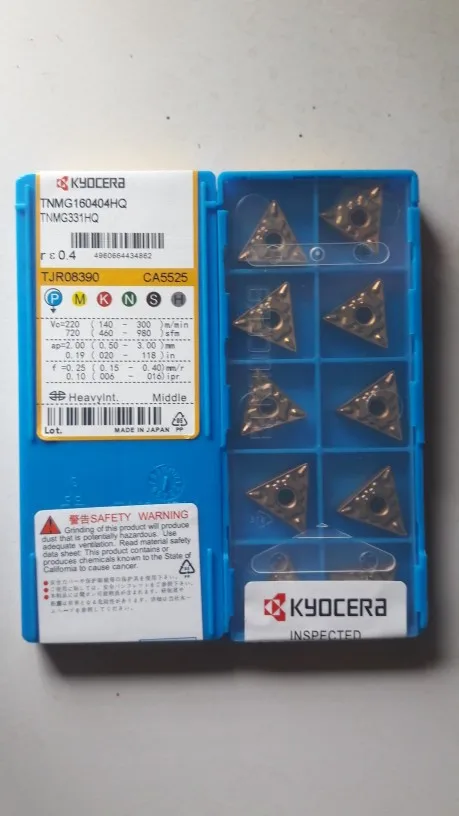 KYOCERA
TNMG160404HQ
TNMG331HQ
4960664434862
r ε 0.4
TJR08390 CA5525
P M K N S H
Vc=220 ( 140 - 300 )m/min
720 ( 460 - 980 )sfm
ap=2.00 ( 0.50 - 3.00 )mm
0.19 ( 020 - 118 )in
f =0.25 ( 0.15 - 0.40)mm/r
0.10 ( 006 - 016)ipr
HeavyInt. Middle
Lot. MADE IN JAPAN PP
警告SAFETY WARNING
Grinding of this product will produce
dust that is potentially hazardous. Use
adequate ventilation. Read material safety
data sheet: This product contains or
produces chemicals known to the State of
California to cause cancer.
PP
KYOCERA
INSPECTED